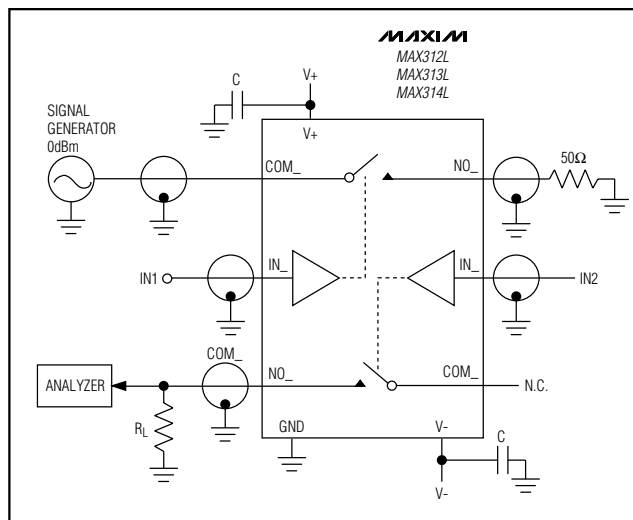 MAXIM
MAX312L
MAX313L
MAX314L
V+
C
SIGNAL
GENERATOR
0dBm
V+
COM_
NO_
50Ω
IN1
IN_
IN_
IN2
COM_
NO_
COM_
N.C.
ANALYZER
RL
GND
V-
C
V-